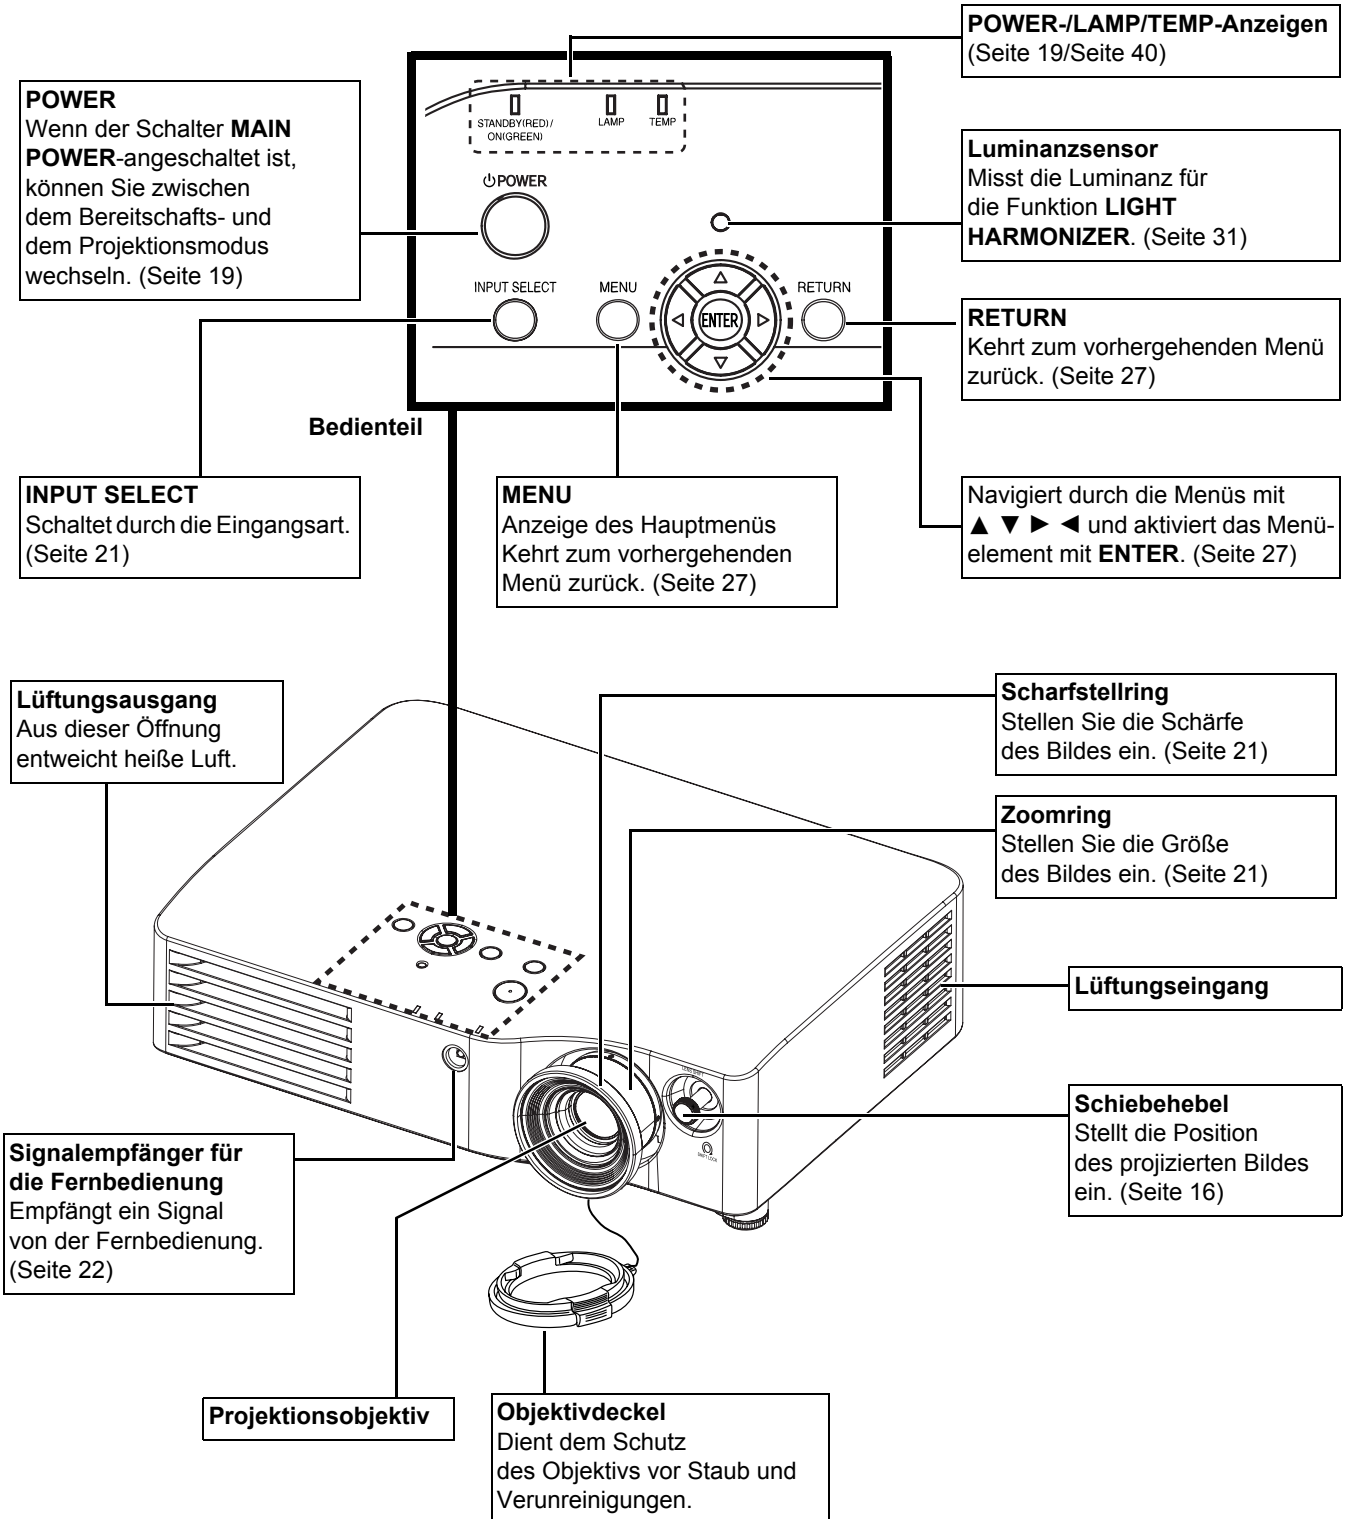 POWER-/LAMP/TEMP-Anzeigen
(Seite 19/Seite 40)
POWER
Wenn der Schalter MAIN
POWER-angeschaltet ist,
können Sie zwischen
dem Bereitschafts- und
dem Projektionsmodus
wechseln. (Seite 19)
STANDBY(RED)/
ON(GREEN)
LAMP
TEMP
POWER
INPUT SELECT
MENU
ENTER
RETURN
Luminanzsensor
Misst die Luminanz für
die Funktion LIGHT
HARMONIZER. (Seite 31)
RETURN
Kehrt zum vorhergehenden Menü
zurück. (Seite 27)
Bedienteil
INPUT SELECT
Schaltet durch die Eingangsart.
(Seite 21)
MENU
Anzeige des Hauptmenüs
Kehrt zum vorhergehenden
Menü zurück. (Seite 27)
Navigiert durch die Menüs mit
▲ ▼ ► ◄ und aktiviert das Menü-
element mit ENTER. (Seite 27)
Lüftungsausgang
Aus dieser Öffnung
entweicht heiße Luft.
Scharfstellring
Stellen Sie die Schärfe
des Bildes ein. (Seite 21)
Zoomring
Stellen Sie die Größe
des Bildes ein. (Seite 21)
Lüftungseingang
LENS SHIFT
SHIFT LOCK
Schiebehebel
Stellt die Position
des projizierten Bildes
ein. (Seite 16)
Signalempfänger für
die Fernbedienung
Empfängt ein Signal
von der Fernbedienung.
(Seite 22)
Projektionsobjektiv
Objektivdeckel
Dient dem Schutz
des Objektivs vor Staub und
Verunreinigungen.